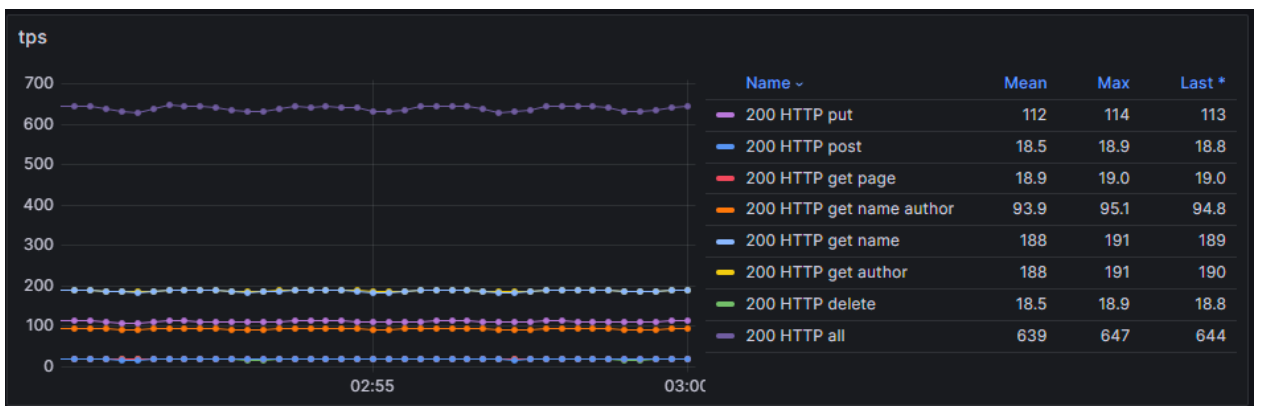 tps
700
600
500
400
300
200
100
0
02:55 03:00
Name Mean Max Last *
200 HTTP put 112 114 113
200 HTTP post 18.5 18.9 18.8
200 HTTP get page 18.9 19.0 19.0
200 HTTP get name author 93.9 95.1 94.8
200 HTTP get name 188 191 189
200 HTTP get author 188 191 190
200 HTTP delete 18.5 18.9 18.8
200 HTTP all 639 647 644